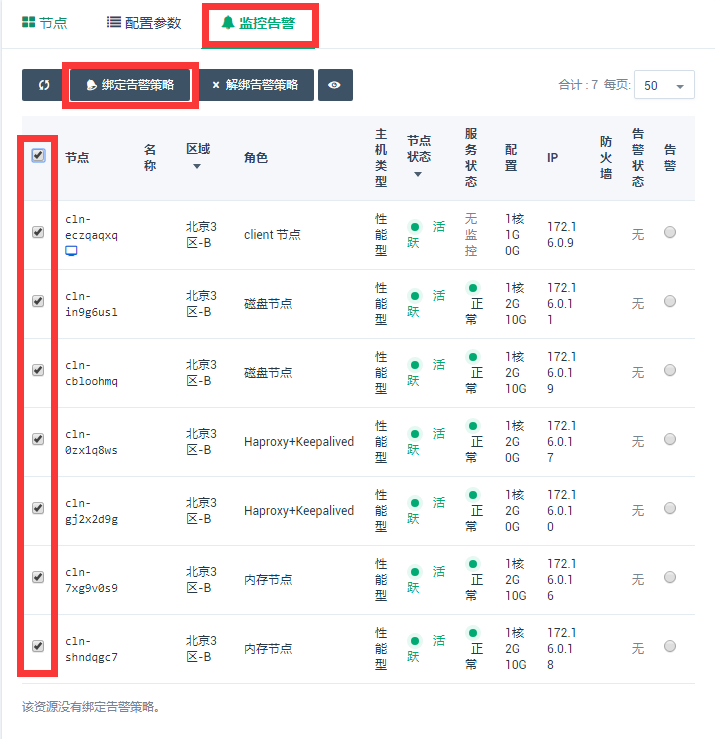 节点 配置参数 监控告警
绑定告警策略 解绑告警策略 合计 : 7 每页: 50
节点 名称 区域 角色 主机类型 节点状态 服务状态 配置 IP 防火墙 告警状态 告警
cln-eczqaqxq 北京3区-B client 节点 性能型 活跃 无监控 1核1G0G 172.16.0.9 无
cln-in9g6usl 北京3区-B 磁盘节点 性能型 活跃 正常 1核2G10G 172.16.0.11 无
cln-cbloohmq 北京3区-B 磁盘节点 性能型 活跃 正常 1核2G10G 172.16.0.19 无
cln-0zx1q8ws 北京3区-B Haproxy+Keepalived 性能型 活跃 正常 1核2G0G 172.16.0.17 无
cln-gj2x2d9g 北京3区-B Haproxy+Keepalived 性能型 活跃 正常 1核2G0G 172.16.0.10 无
cln-7xg9v0s9 北京3区-B 内存节点 性能型 活跃 正常 1核2G10G 172.16.0.16 无
cln-shndqgc7 北京3区-B 内存节点 性能型 活跃 正常 1核2G10G 172.16.0.18 无
该资源没有绑定告警策略。